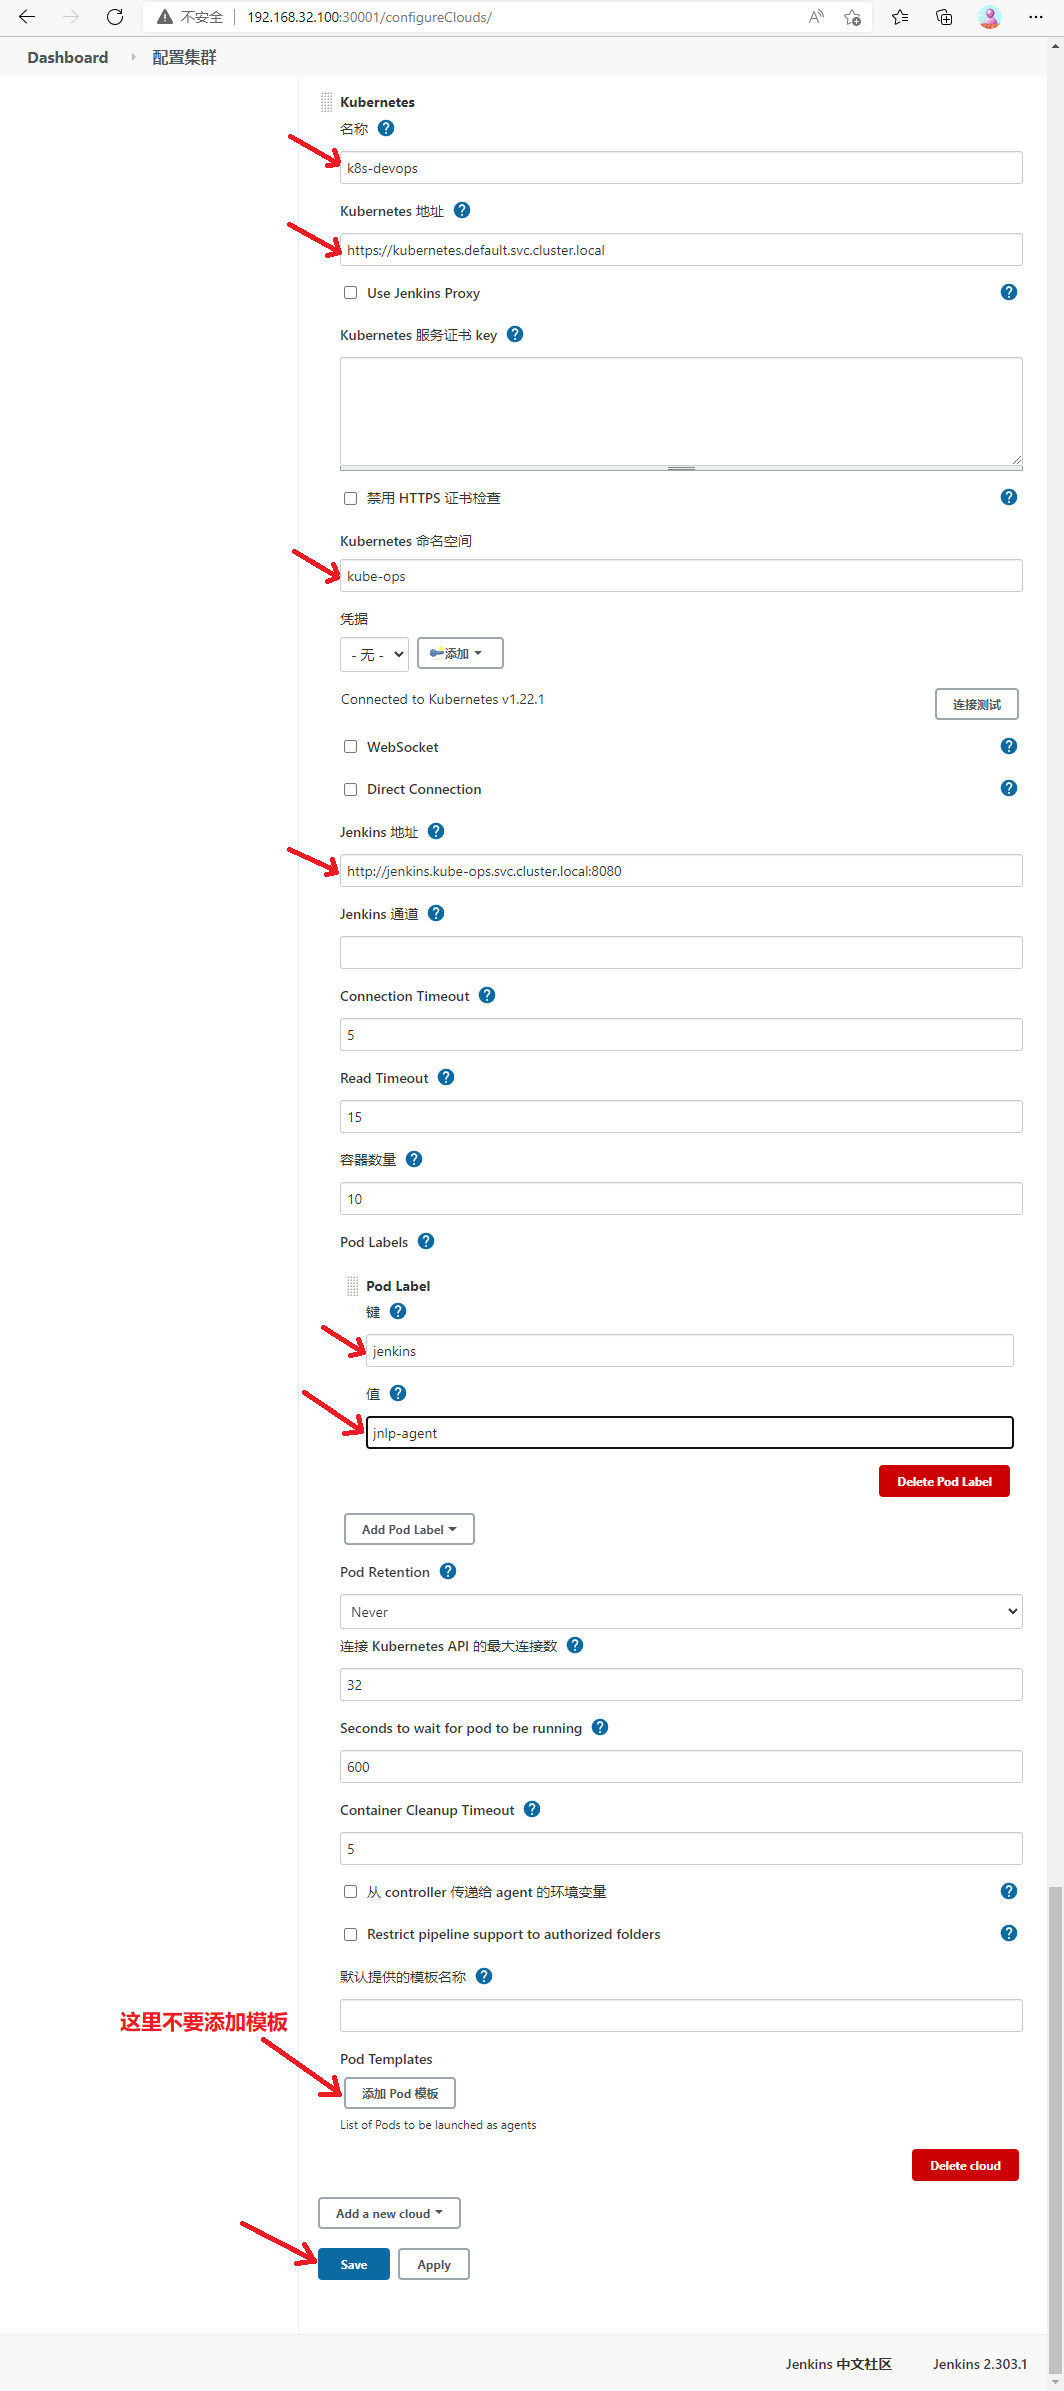 不安全 192.168.32.100:30001/configureClouds/
Dashboard 配置集群
Kubernetes
名称
k8s-devops
Kubernetes 地址
https://kubernetes.default.svc.cluster.local
Use Jenkins Proxy
Kubernetes 服务证书 key
禁用 HTTPS 证书检查
Kubernetes 命名空间
kube-ops
凭据
- 无 - 添加
Connected to Kubernetes v1.22.1
连接测试
WebSocket
Direct Connection
Jenkins 地址
http://jenkins.kube-ops.svc.cluster.local:8080
Jenkins 通道
Connection Timeout
5
Read Timeout
15
容器数量
10
Pod Labels
Pod Label
键
jenkins
值
jnlp-agent
Delete Pod Label
Add Pod Label
Pod Retention
Never
连接 Kubernetes API 的最大连接数
32
Seconds to wait for pod to be running
600
Container Cleanup Timeout
5
从 controller 传递给 agent 的环境变量
Restrict pipeline support to authorized folders
默认提供的模板名称
这里不要添加模板
Pod Templates
添加 Pod 模板
List of Pods to be launched as agents
Delete cloud
Add a new cloud
Save Apply
Jenkins 中文社区 Jenkins 2.303.1